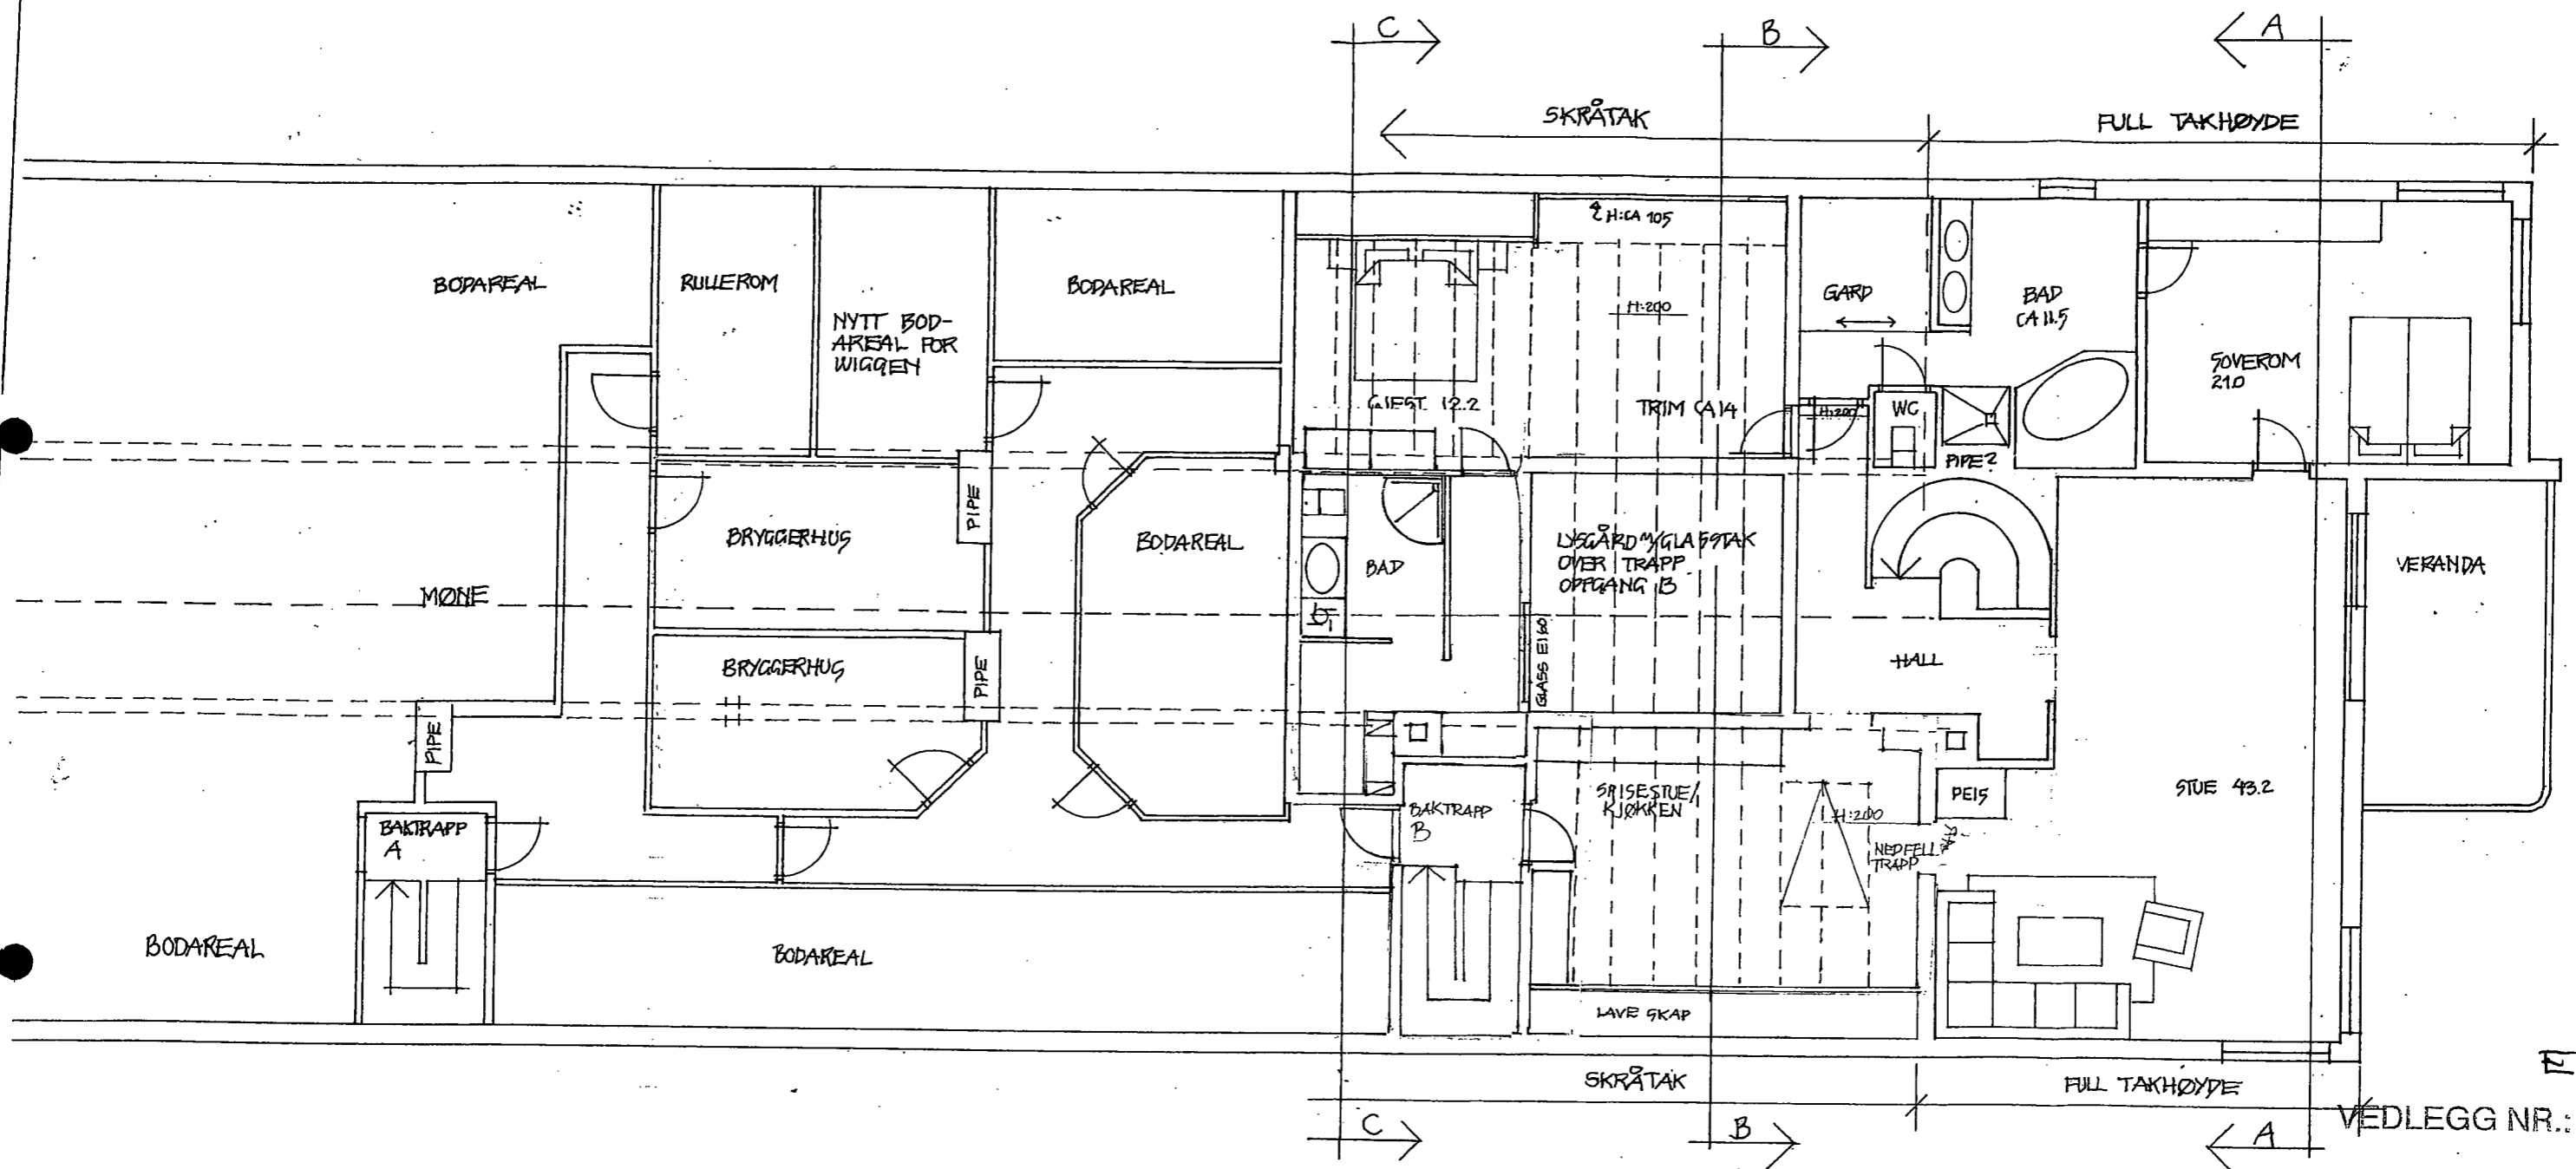 C
B
A
SKRÅTAK
FULL TAKHØYDE
H:CA 105
BODAREAL
RULLEROM
NYTT BOD-
AREAL FOR
WIGGEN
BODAREAL
H:200
GARD
BAD
CA 11.5
SOVEROM
21.0
GJEST 12.2
TRIM CA 14
H:200
WC
PIPE?
PIPE
BRYGGERHUS
BODAREAL
BAD
LYSGÅRD M/GLASSTAK
OVER TRAPP
OPPGANG B
VERANDA
MØNE
GLASS EI60
HALL
BRYGGERHUS
PIPE
PIPE
STUE 43.2
SPISESTUE/
KJØKKEN
PEIS
H:200
BAKTRAPP
A
BAKTRAPP
B
NEDFELL
TRAPP
BODAREAL
BODAREAL
LAVE SKAP
SKRÅTAK
FULL TAKHØYDE
VEDLEGG NR.:
C
B
A